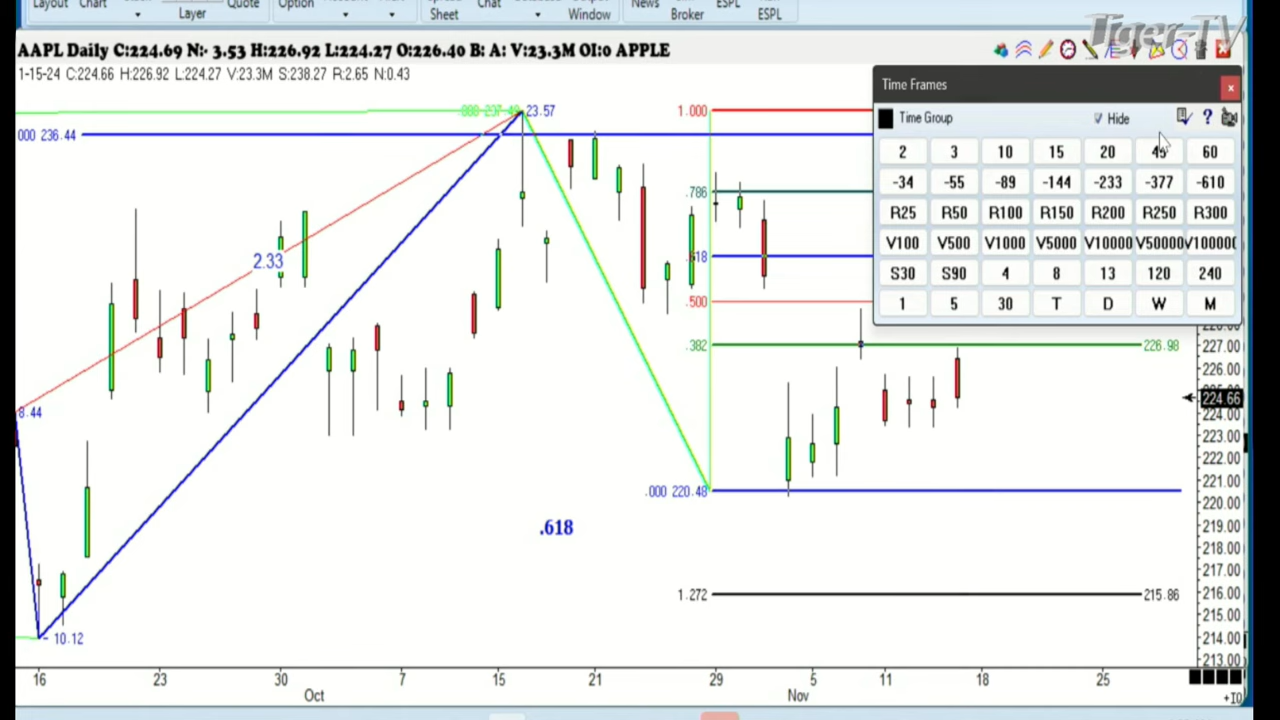 Layout Chart Quote Option Sheet Chat Window News Broker ESPL ESPL
Layer
Tiger-TV
AAPL Daily C:224.69 N:- 3.53 H:226.92 L:224.27 O:226.40 B: A: V:23.3M OI:0 APPLE
1-15-24 C:224.66 H:226.92 L:224.27 V:23.3M S:238.27 R:2.65 N:0.43
Time Frames
Time Group Hide
2 3 10 15 20 45 60
-34 -55 -89 -144 -233 -377 -610
R25 R50 R100 R150 R200 R250 R300
V100 V500 V1000 V5000 V10000 V50000 V100000
S30 S90 4 8 13 120 240
1 5 30 T D W M
23.57
1.000
000 236.44
.786
2.33
.618
.500
.382
226.98
227.00
226.00
224.66
224.00
223.00
222.00
221.00
220.00
219.00
218.00
217.00
216.00
215.00
214.00
213.00
8.44
.000 220.48
.618
1.272
215.86
10.12
16 23 30 7 15 21 29 5 11 18 25
Oct Nov
+10